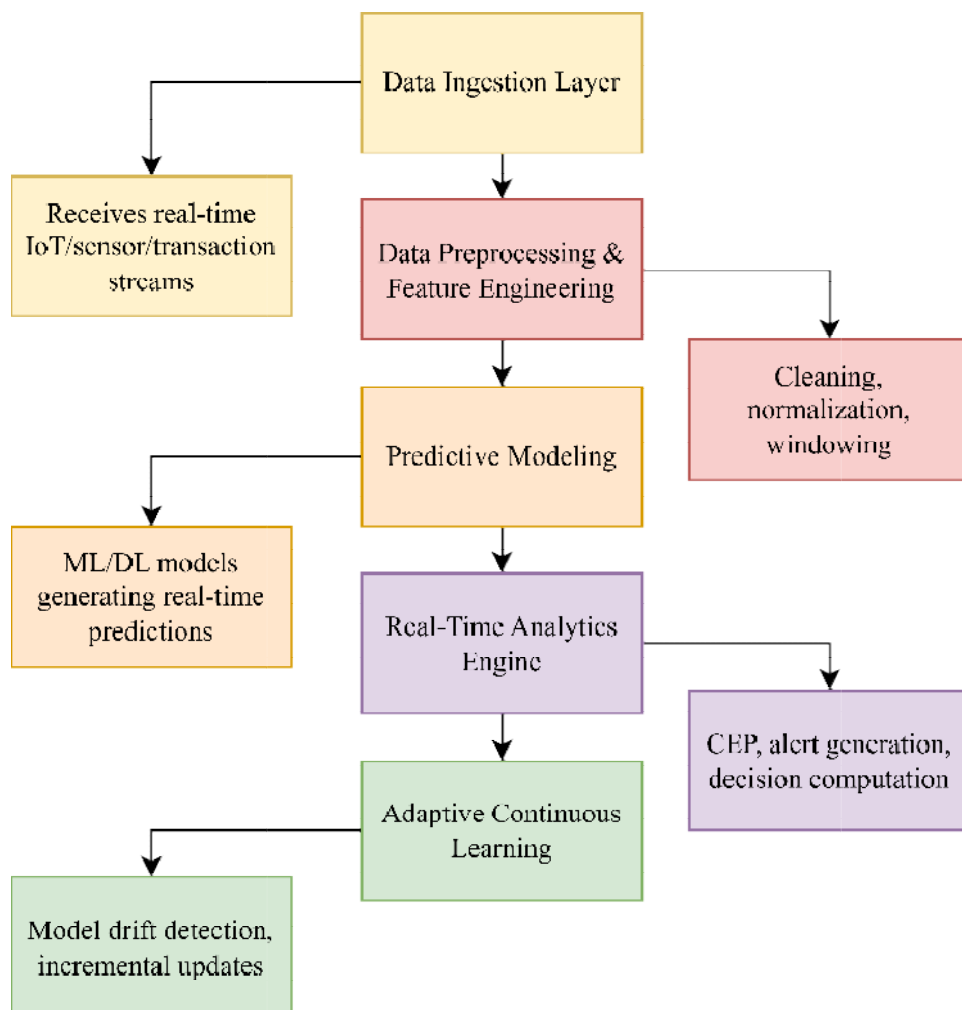 Data Ingestion Layer
Receives real-time
IoT/sensor/transaction
streams
Data Preprocessing &
Feature Engineering
Cleaning,
normalization,
windowing
Predictive Modeling
ML/DL models
generating real-time
predictions
Real-Time Analytics
Engine
CEP, alert generation,
decision computation
Adaptive Continuous
Learning
Model drift detection,
incremental updates